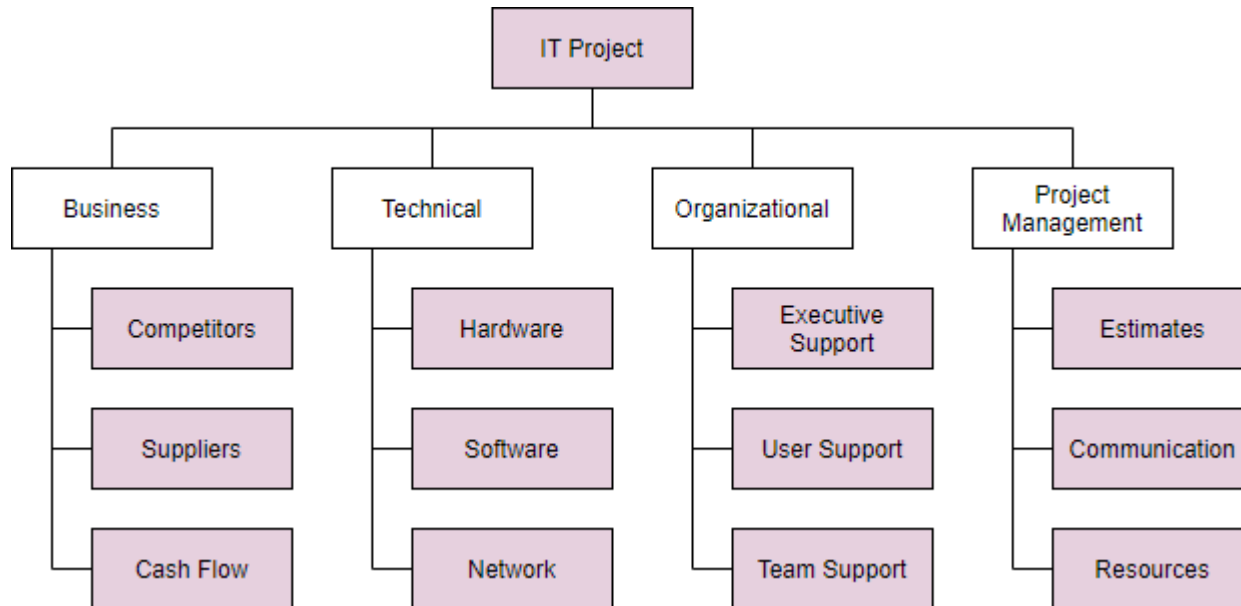 IT Project
Business
Technical
Organizational
Project
Management
Competitors
Hardware
Executive
Support
Estimates
Suppliers
Software
User Support
Communication
Cash Flow
Network
Team Support
Resources